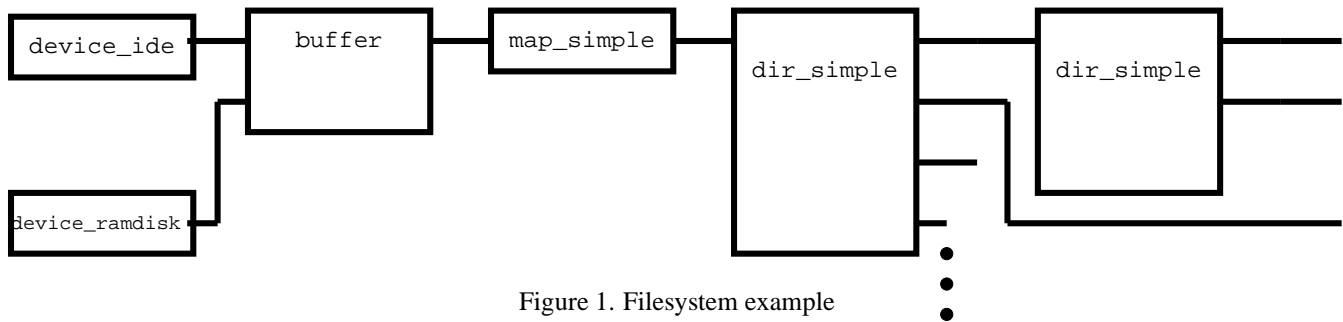 device_ide
buffer
map_simple
dir_simple
dir_simple
device_ramdisk
Figure 1. Filesystem example